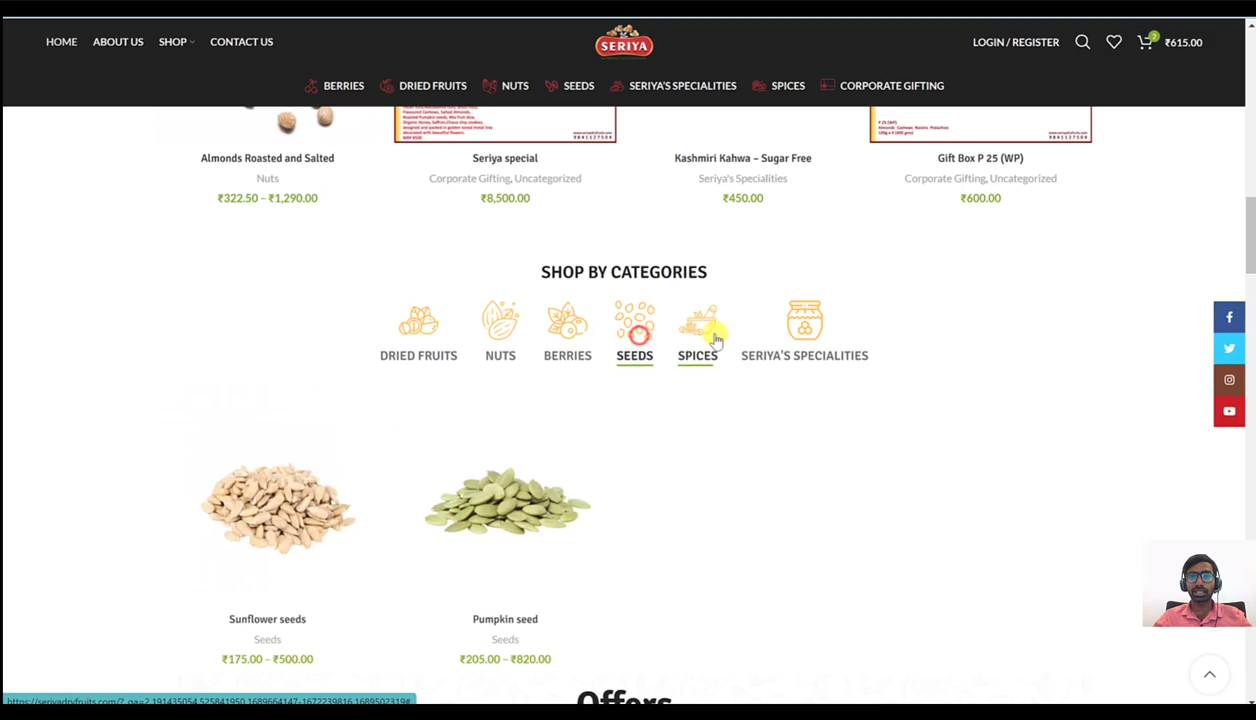 HOME ABOUT US SHOP CONTACT US
SERIYA
LOGIN / REGISTER 2 ₹615.00
BERRIES DRIED FRUITS NUTS SEEDS SERIYA'S SPECIALITIES SPICES CORPORATE GIFTING
Almonds Roasted and Salted
Nuts
₹322.50 – ₹1,290.00
Seriya special
Corporate Gifting, Uncategorized
₹8,500.00
Kashmiri Kahwa – Sugar Free
Seriya's Specialities
₹450.00
Gift Box P 25 (WP)
Corporate Gifting, Uncategorized
₹600.00
SHOP BY CATEGORIES
DRIED FRUITS NUTS BERRIES SEEDS SPICES SERIYA'S SPECIALITIES
Sunflower seeds
Seeds
₹175.00 – ₹500.00
Pumpkin seed
Seeds
₹205.00 – ₹820.00
Offers